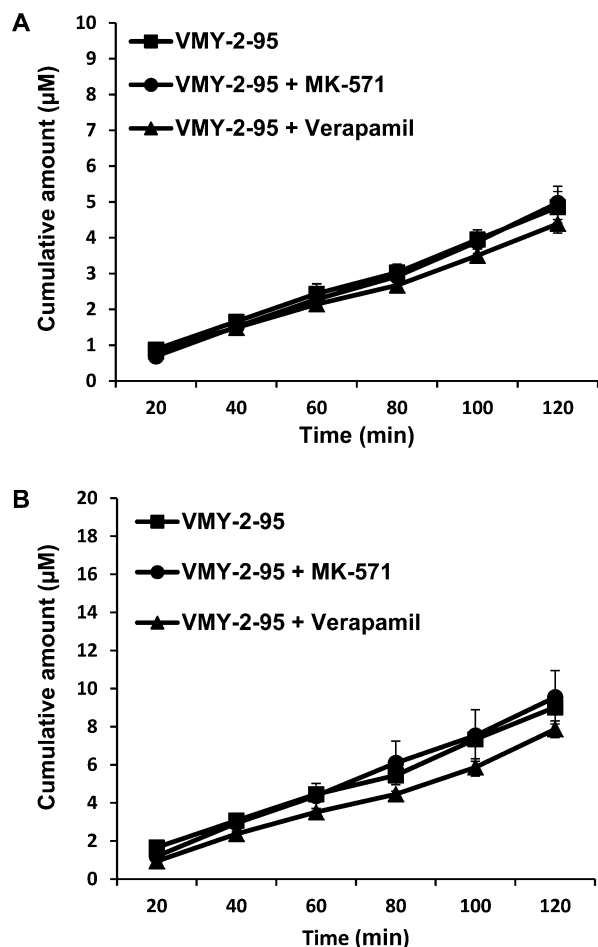 A
VMY-2-95
VMY-2-95 + MK-571
VMY-2-95 + Verapamil
Cumulative amount (µM)
10
9
8
7
6
5
4
3
2
1
0
20 40 60 80 100 120
Time (min)
B
VMY-2-95
VMY-2-95 + MK-571
VMY-2-95 + Verapamil
Cumulative amount (µM)
20
18
16
14
12
10
8
6
4
2
0
20 40 60 80 100 120
Time (min)